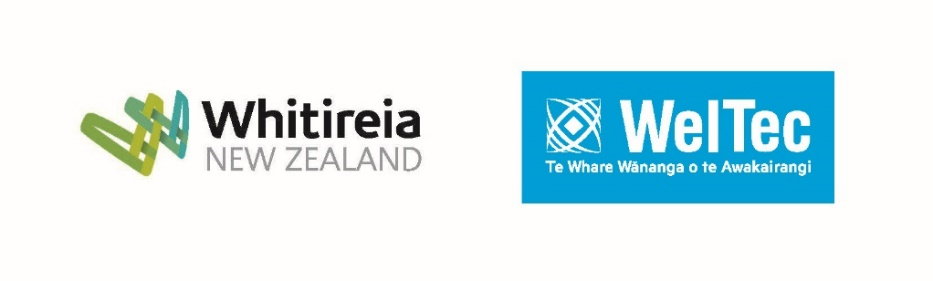 Whitireia
NEW ZEALAND
WelTec
Te Whare Wānanga o te Awakairangi